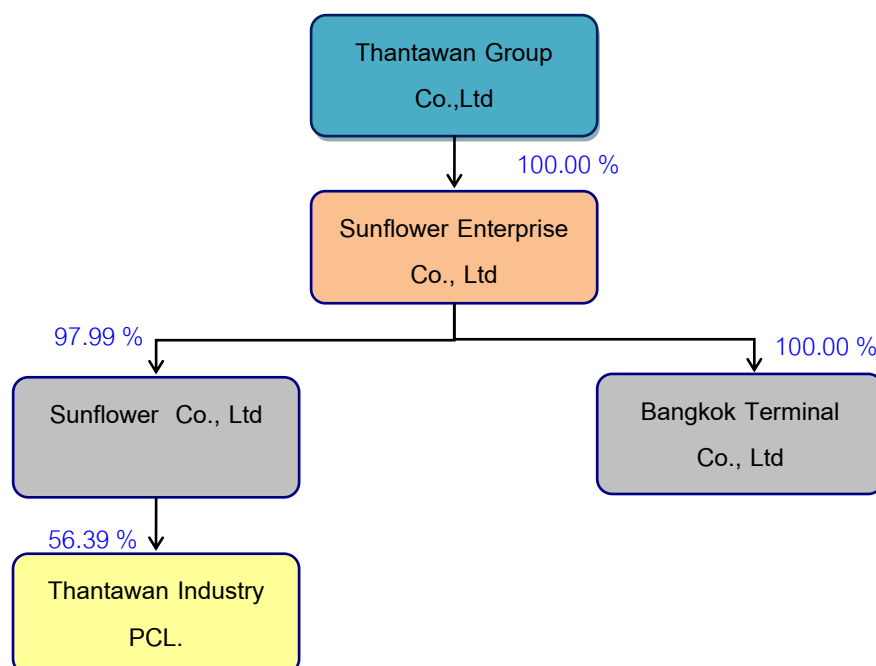 Thantawan Group
Co.,Ltd
100.00 %
Sunflower Enterprise
Co., Ltd
97.99 %
100.00 %
Sunflower Co., Ltd
Bangkok Terminal
Co., Ltd
56.39 %
Thantawan Industry
PCL.